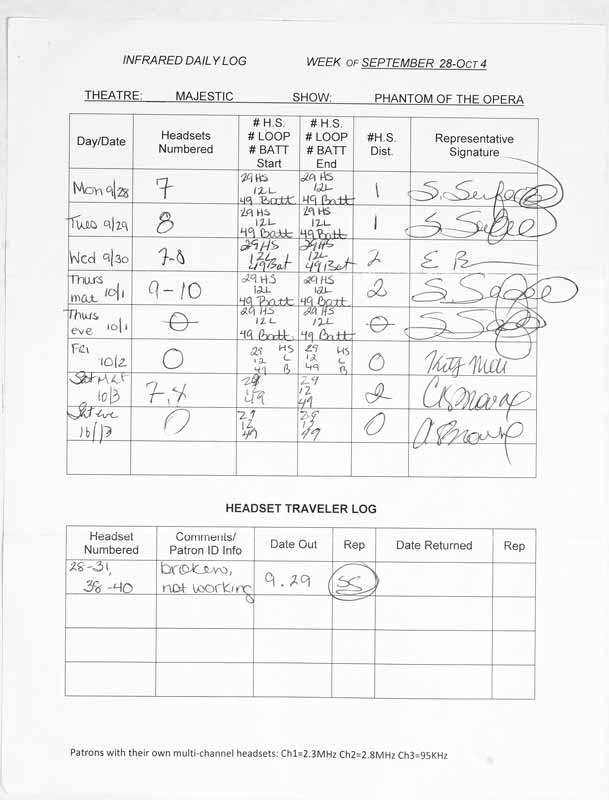 INFRARED DAILY LOG WEEK OF SEPTEMBER 28-OCT 4
THEATRE: MAJESTIC SHOW: PHANTOM OF THE OPERA
Day/Date Headsets Numbered # H.S. # LOOP # BATT Start # H.S. # LOOP # BATT End #H.S. Dist. Representative Signature
Mon 9/28 7 29 HS 12L 49 Batt 29 HS 12L 49 Batt 1
Tues 9/29 8 29 HS 12L 49 Batt 29 HS 12L 49 Batt 1
Wed 9/30 7-8 29 HS 12L 49 Bat 29 HS 12L 49 Bat 2
Thurs mat 10/1 9-10 29 HS 12L 49 Batt 29 HS 12L 49 Batt 2
Thurs eve 10/1 0 29 HS 12L 49 Batt 29 HS 12L 49 Batt 0
Fri 10/2 0 29 HS 12 L 49 B 29 HS 12 L 49 B 0
Sat Mat 10/3 29 12 49 29 12 49 2
Sat eve 10/3 0 29 12 49 29 12 49 0
HEADSET TRAVELER LOG
Headset Numbered Comments/ Patron ID Info Date Out Rep Date Returned Rep
28-31, 38-40 broken, not working 9.29 SS
Patrons with their own multi-channel headsets: Ch1=2.3MHz Ch2=2.8MHz Ch3=95KHz